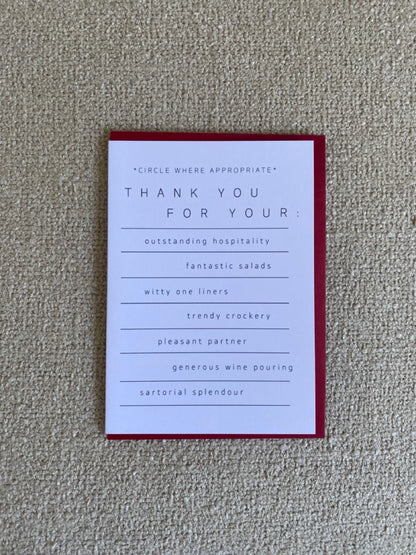 *CIRCLE WHERE APPROPRIATE*
THANK YOU
FOR YOUR:
outstanding hospitality
fantastic salads
witty one liners
trendy crockery
pleasant partner
generous wine pouring
sartorial splendour